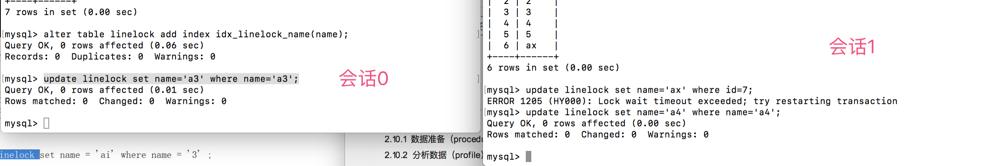 +----+------+
7 rows in set (0.00 sec)
mysql> alter table linelock add index idx_linelock_name(name);
Query OK, 0 rows affected (0.06 sec)
Records: 0  Duplicates: 0  Warnings: 0
mysql> update linelock set name='a3' where name='a3';
会话0
Query OK, 0 rows affected (0.01 sec)
Rows matched: 0  Changed: 0  Warnings: 0
mysql>
inelock set name = 'ai' where name = '3' ;
2.10.1 数据准备（procedu
2.10.2 分析数据（profile）
| 2 | 2 |
| 3 | 3 |
| 4 | 4 |
| 5 | 5 |
| 6 | ax |
+----+------+
会话1
6 rows in set (0.00 sec)
mysql> update linelock set name='ax' where id=7;
ERROR 1205 (HY000): Lock wait timeout exceeded; try restarting transaction
mysql> update linelock set name='a4' where name='a4';
Query OK, 0 rows affected (0.00 sec)
Rows matched: 0  Changed: 0  Warnings: 0
mysql>